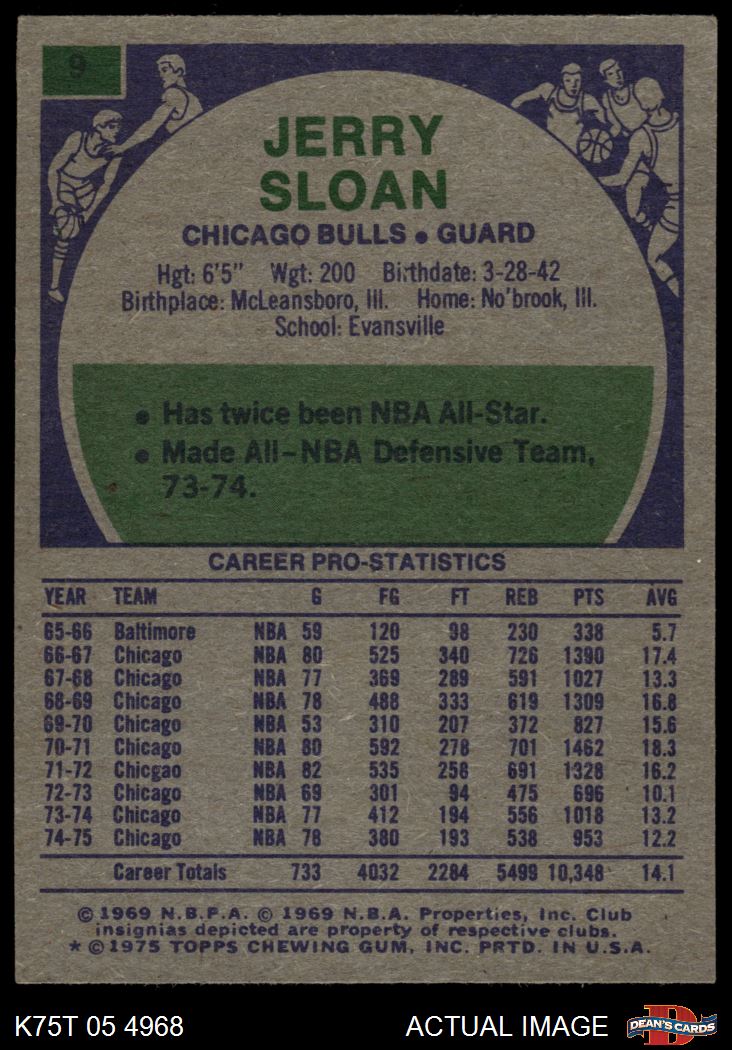 9
JERRY
SLOAN
CHICAGO BULLS • GUARD
Hgt: 6'5" Wgt: 200 Birthdate: 3-28-42
Birthplace: McLeansboro, Ill. Home: No'brook, Ill.
School: Evansville
• Has twice been NBA All-Star.
• Made All-NBA Defensive Team,
73-74.
CAREER PRO-STATISTICS
YEAR TEAM G FG FT REB PTS AVG
65-66 Baltimore NBA 59 120 98 230 338 5.7
66-67 Chicago NBA 80 525 340 726 1390 17.4
67-68 Chicago NBA 77 369 289 591 1027 13.3
68-69 Chicago NBA 78 488 333 619 1309 16.8
69-70 Chicago NBA 53 310 207 372 827 15.6
70-71 Chicago NBA 80 592 278 701 1462 18.3
71-72 Chicgao NBA 82 535 258 691 1328 16.2
72-73 Chicago NBA 69 301 94 475 696 10.1
73-74 Chicago NBA 77 412 194 556 1018 13.2
74-75 Chicago NBA 78 380 193 538 953 12.2
Career Totals 733 4032 2284 5499 10,348 14.1
© 1969 N.B.P.A. © 1969 N.B.A. Properties, Inc. Club
insignias depicted are property of respective clubs.
* © 1975 TOPPS CHEWING GUM, INC. PRTD. IN U.S.A.
K75T 05 4968 ACTUAL IMAGE DEAN'S CARDS